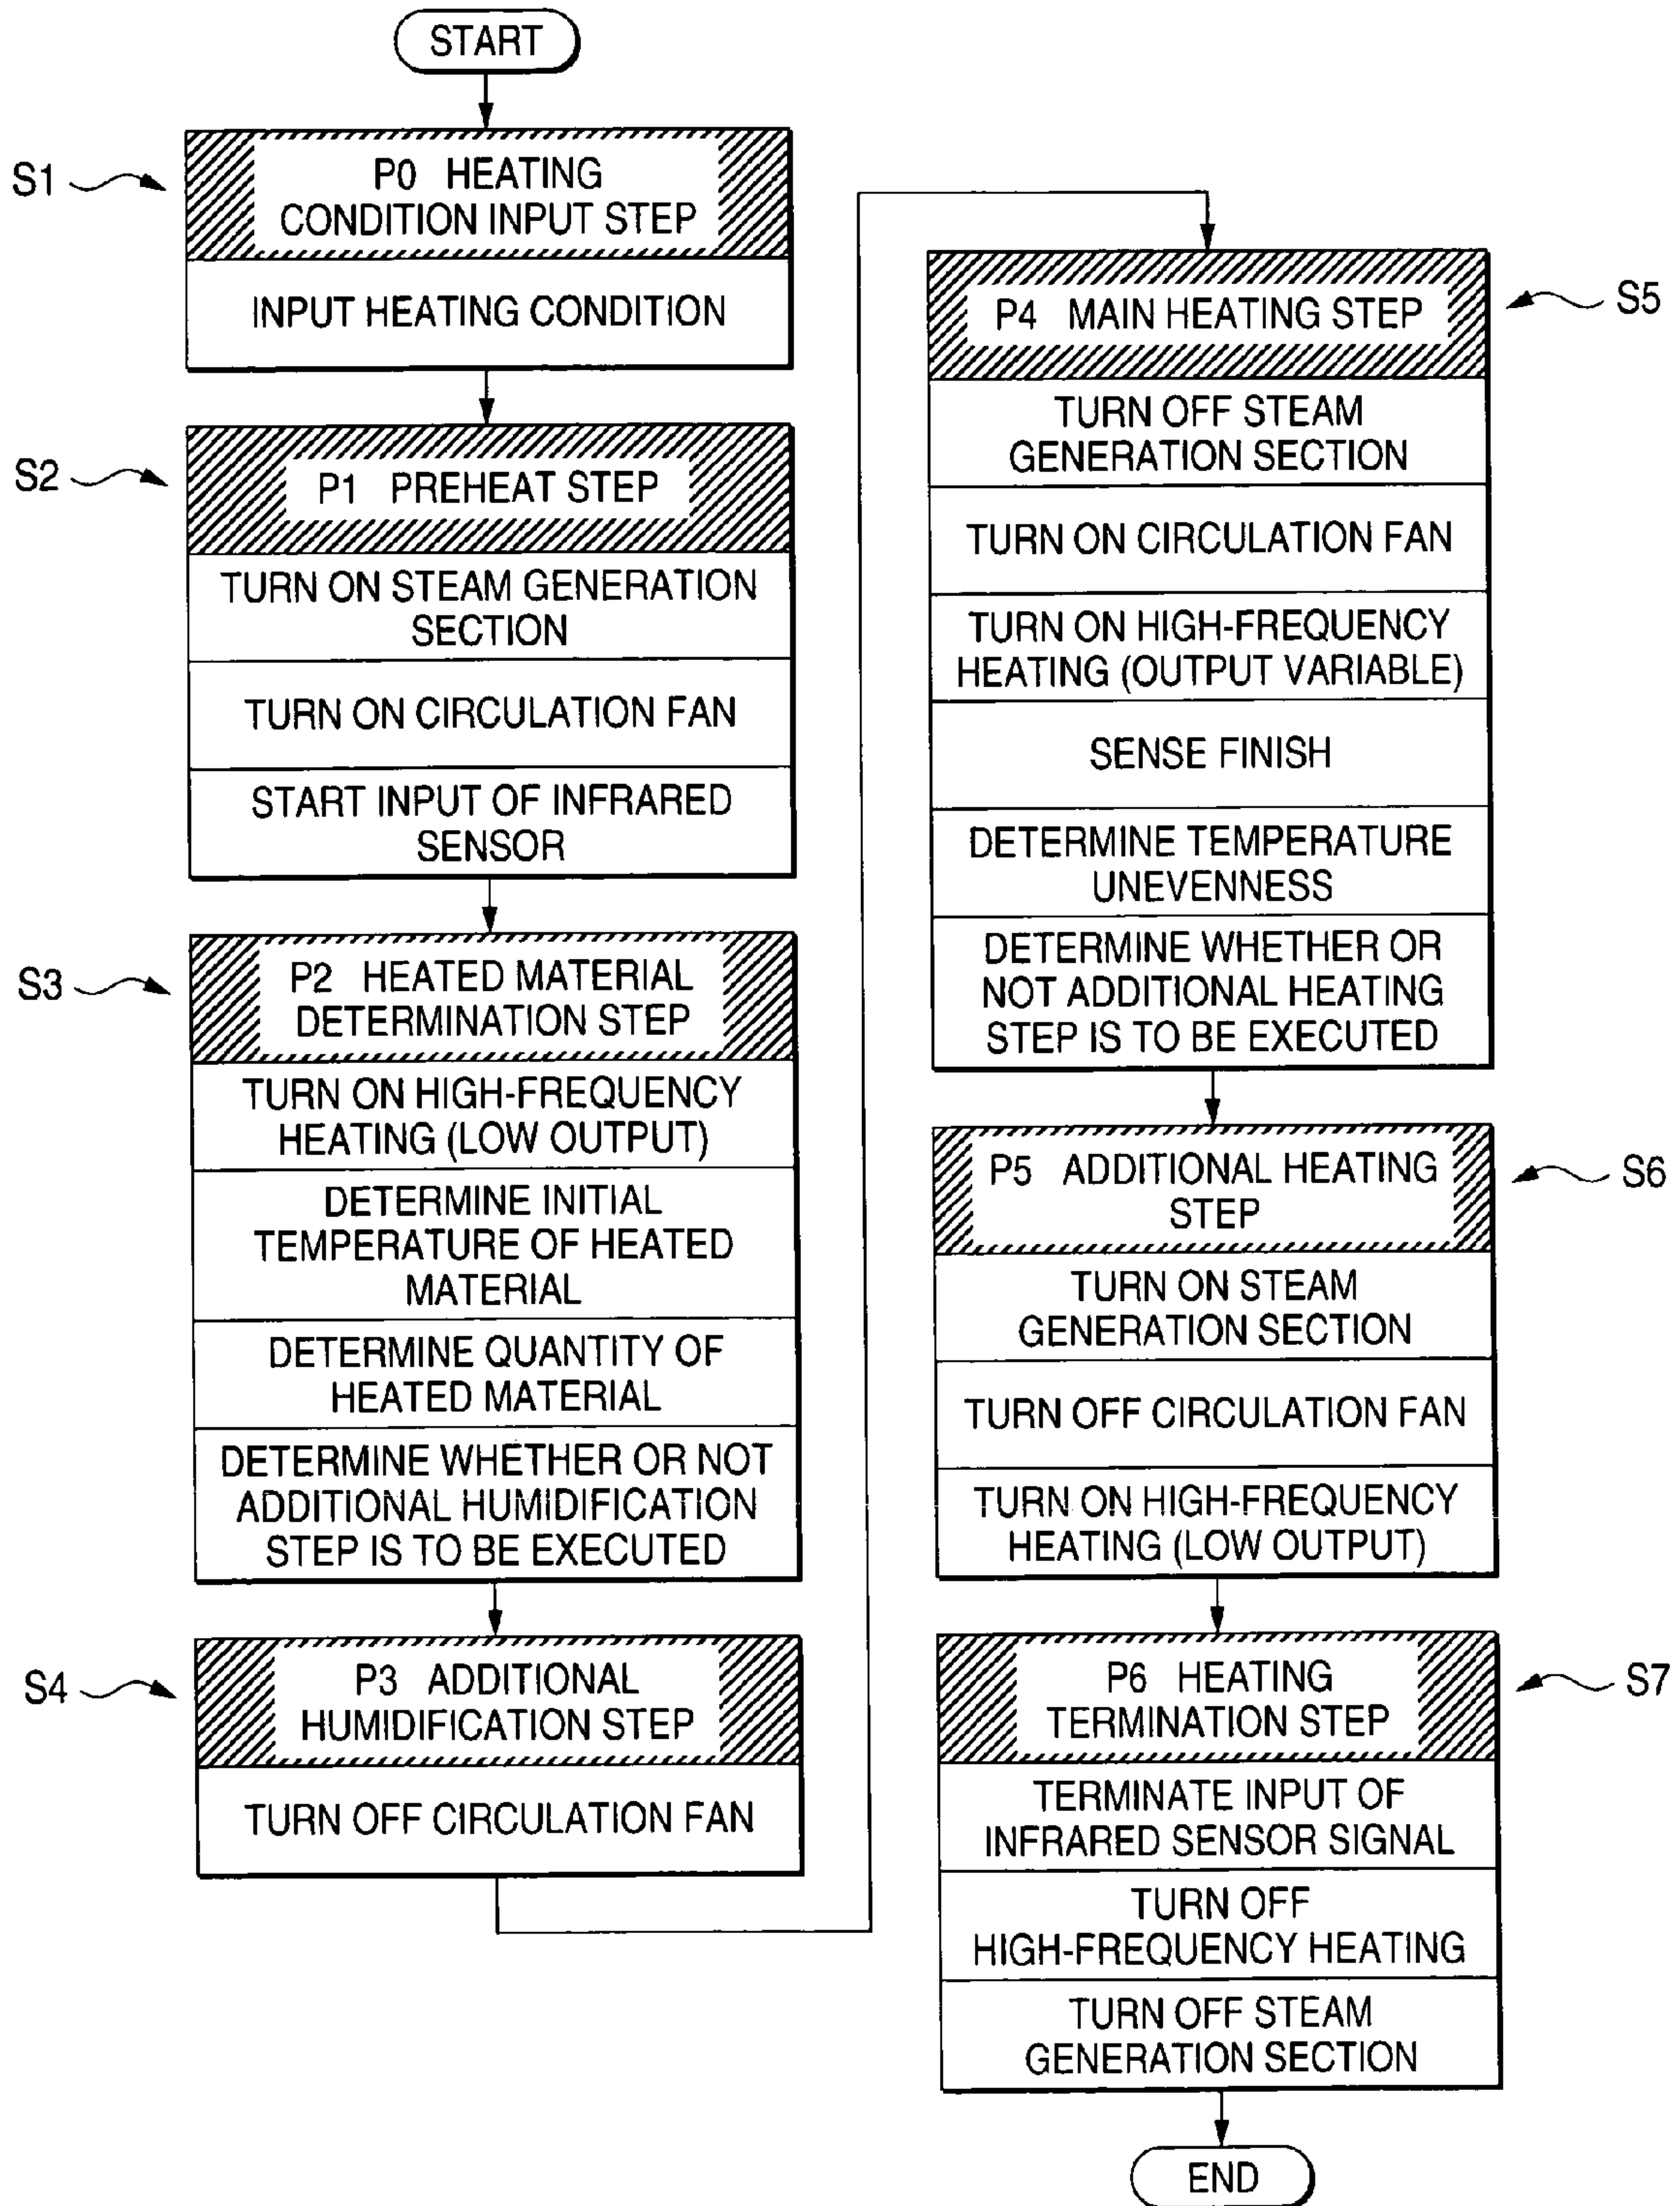 START
S1
P0 HEATING
CONDITION INPUT STEP
INPUT HEATING CONDITION
S2
P1 PREHEAT STEP
TURN ON STEAM GENERATION
SECTION
TURN ON CIRCULATION FAN
START INPUT OF INFRARED
SENSOR
S3
P2 HEATED MATERIAL
DETERMINATION STEP
TURN ON HIGH-FREQUENCY
HEATING (LOW OUTPUT)
DETERMINE INITIAL
TEMPERATURE OF HEATED
MATERIAL
DETERMINE QUANTITY OF
HEATED MATERIAL
DETERMINE WHETHER OR NOT
ADDITIONAL HUMIDIFICATION
STEP IS TO BE EXECUTED
S4
P3 ADDITIONAL
HUMIDIFICATION STEP
TURN OFF CIRCULATION FAN
P4 MAIN HEATING STEP
S5
TURN OFF STEAM
GENERATION SECTION
TURN ON CIRCULATION FAN
TURN ON HIGH-FREQUENCY
HEATING (OUTPUT VARIABLE)
SENSE FINISH
DETERMINE TEMPERATURE
UNEVENNESS
DETERMINE WHETHER OR
NOT ADDITIONAL HEATING
STEP IS TO BE EXECUTED
P5 ADDITIONAL HEATING
STEP
S6
TURN ON STEAM
GENERATION SECTION
TURN OFF CIRCULATION FAN
TURN ON HIGH-FREQUENCY
HEATING (LOW OUTPUT)
P6 HEATING
TERMINATION STEP
S7
TERMINATE INPUT OF
INFRARED SENSOR SIGNAL
TURN OFF
HIGH-FREQUENCY HEATING
TURN OFF STEAM
GENERATION SECTION
END